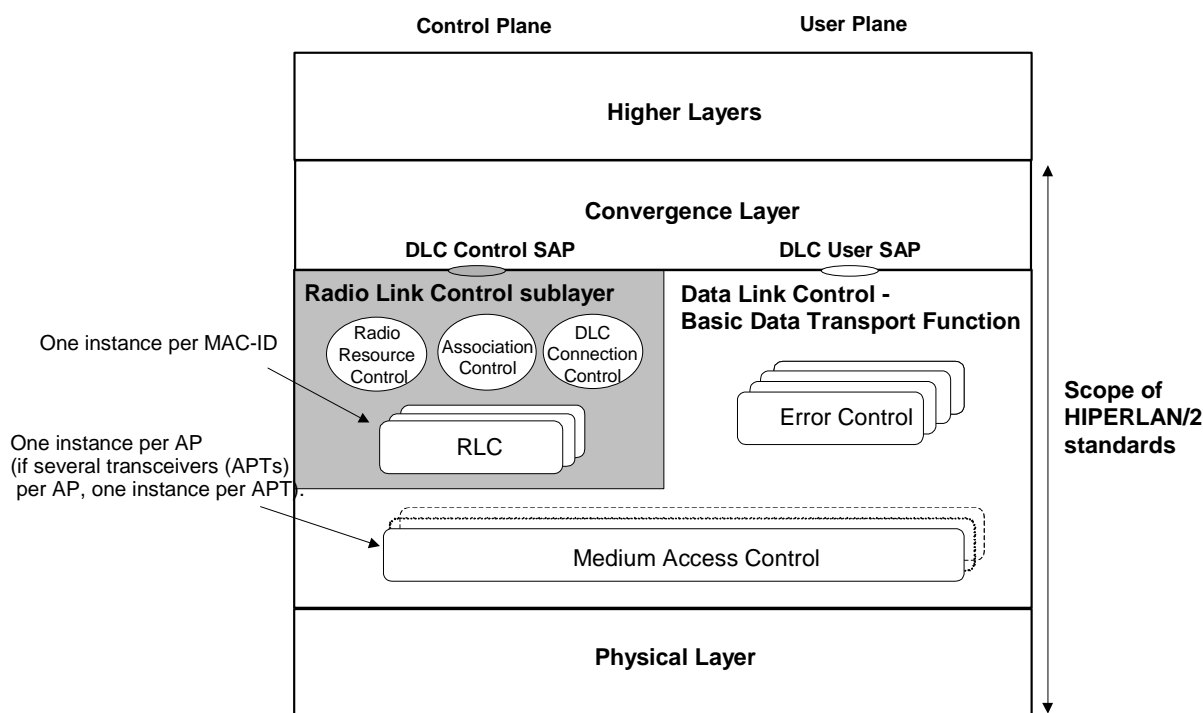 Control Plane
User Plane
Higher Layers
Convergence Layer
DLC Control SAP
DLC User SAP
Radio Link Control sublayer
Data Link Control -
Basic Data Transport Function
Radio
Resource
Control
Association
Control
DLC
Connection
Control
One instance per MAC-ID
RLC
Error Control
Scope of
HIPERLAN/2
standards
One instance per AP
(if several transceivers (APTs)
per AP, one instance per APT).
Medium Access Control
Physical Layer